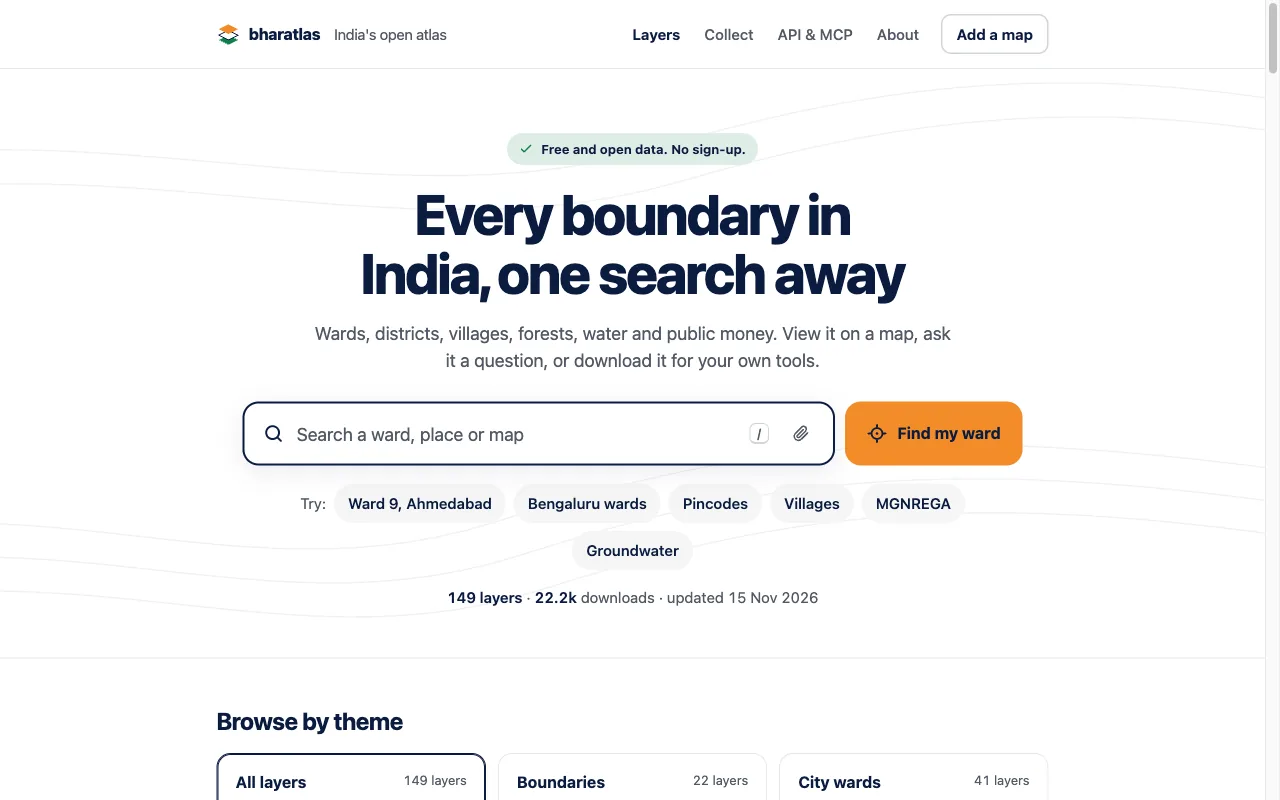 bharatlas India's open atlas Layers Collect API & MCP About Add a map
Free and open data. No sign-up.
Every boundary in
India, one search away
Wards, districts, villages, forests, water and public money. View it on a map, ask
it a question, or download it for your own tools.
Search a ward, place or map / Find my ward
Try: Ward 9, Ahmedabad Bengaluru wards Pincodes Villages MGNREGA
Groundwater
149 layers · 22.2k downloads · updated 15 Nov 2026
Browse by theme
All layers 149 layers Boundaries 22 layers City wards 41 layers